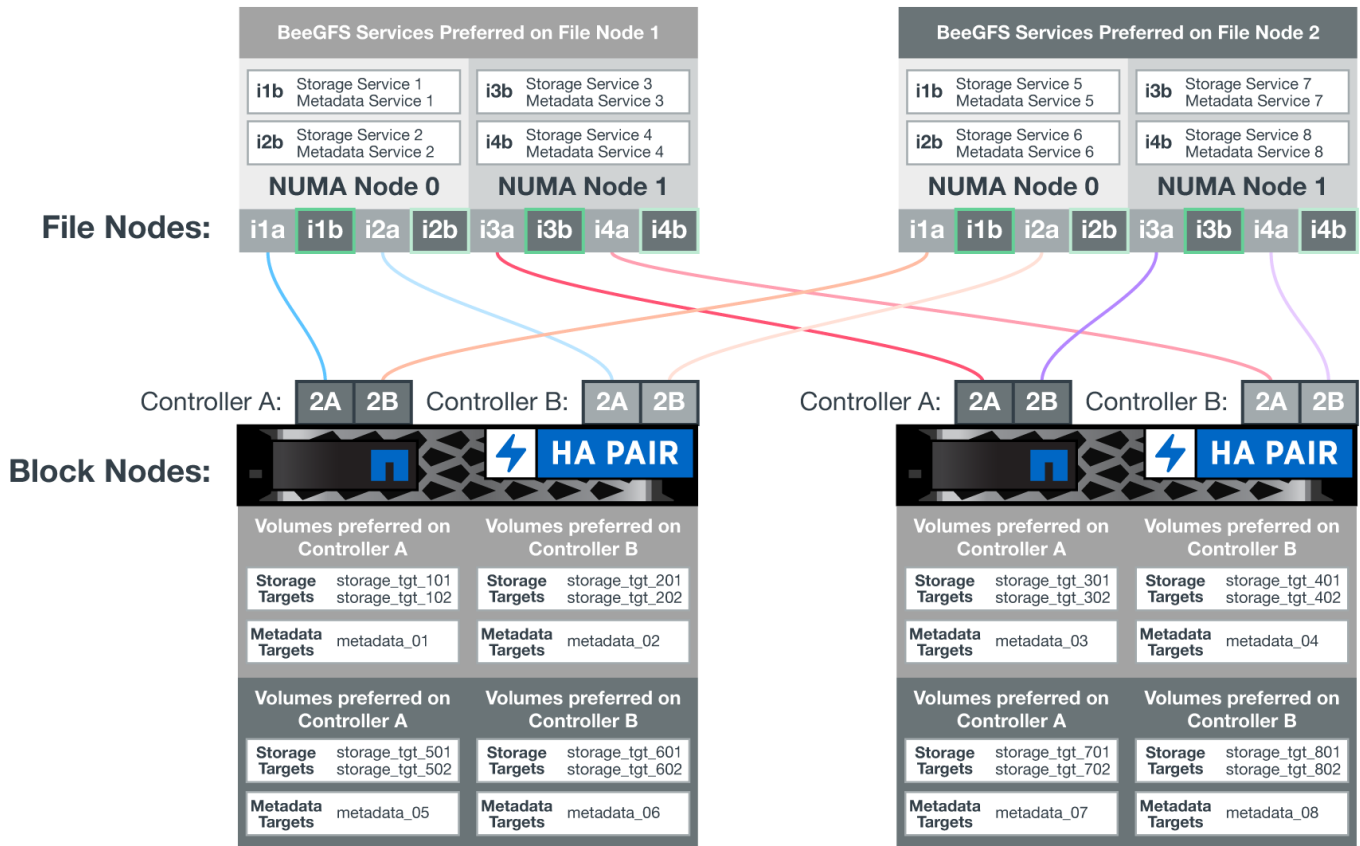 BeeGFS Services Preferred on File Node 1
i1b
Storage Service 1
Metadata Service 1
i3b
Storage Service 3
Metadata Service 3
i2b
Storage Service 2
Metadata Service 2
i4b
Storage Service 4
Metadata Service 4
NUMA Node 0
NUMA Node 1
BeeGFS Services Preferred on File Node 2
i1b
Storage Service 5
Metadata Service 5
i3b
Storage Service 7
Metadata Service 7
i2b
Storage Service 6
Metadata Service 6
i4b
Storage Service 8
Metadata Service 8
NUMA Node 0
NUMA Node 1
File Nodes:
i1a i1b i2a i2b i3a i3b i4a i4b
i1a i1b i2a i2b i3a i3b i4a i4b
Controller A: 2A 2B Controller B: 2A 2B
Controller A: 2A 2B Controller B: 2A 2B
Block Nodes:
HA PAIR
HA PAIR
Volumes preferred on
Controller A
Storage
Targets
storage_tgt_101
storage_tgt_102
Metadata
Targets
metadata_01
Volumes preferred on
Controller B
Storage
Targets
storage_tgt_201
storage_tgt_202
Metadata
Targets
metadata_02
Volumes preferred on
Controller A
Storage
Targets
storage_tgt_501
storage_tgt_502
Metadata
Targets
metadata_05
Volumes preferred on
Controller B
Storage
Targets
storage_tgt_601
storage_tgt_602
Metadata
Targets
metadata_06
Volumes preferred on
Controller A
Storage
Targets
storage_tgt_301
storage_tgt_302
Metadata
Targets
metadata_03
Volumes preferred on
Controller B
Storage
Targets
storage_tgt_401
storage_tgt_402
Metadata
Targets
metadata_04
Volumes preferred on
Controller A
Storage
Targets
storage_tgt_701
storage_tgt_702
Metadata
Targets
metadata_07
Volumes preferred on
Controller B
Storage
Targets
storage_tgt_801
storage_tgt_802
Metadata
Targets
metadata_08